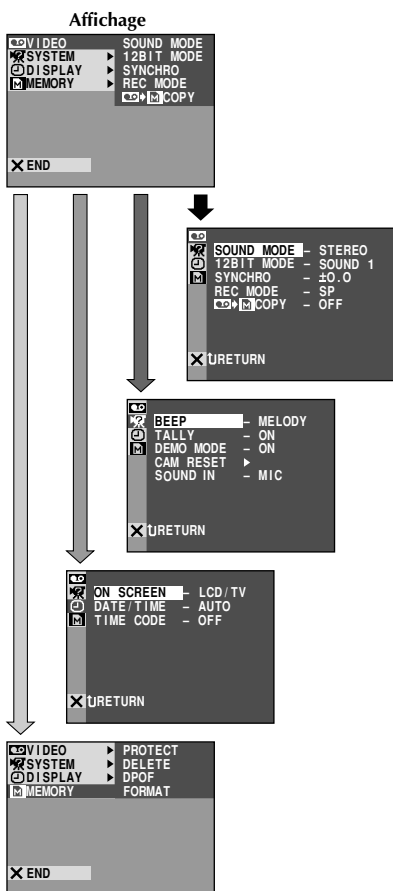 Affichage
VIDEO SOUND MODE
SYSTEM ► 12BIT MODE
DISPLAY ► SYNCHRO
M MEMORY ► REC MODE
M COPY
END
SOUND MODE – STEREO
12BIT MODE – SOUND 1
M SYNCHRO – ±0.0
REC MODE – SP
M COPY – OFF
RETURN
BEEP – MELODY
TALLY – ON
M DEMO MODE – ON
CAM RESET ►
SOUND IN – MIC
RETURN
ON SCREEN – LCD/TV
DATE/TIME – AUTO
M TIME CODE – OFF
RETURN
VIDEO ► PROTECT
SYSTEM ► DELETE
DISPLAY ► DPOF
M MEMORY FORMAT
END